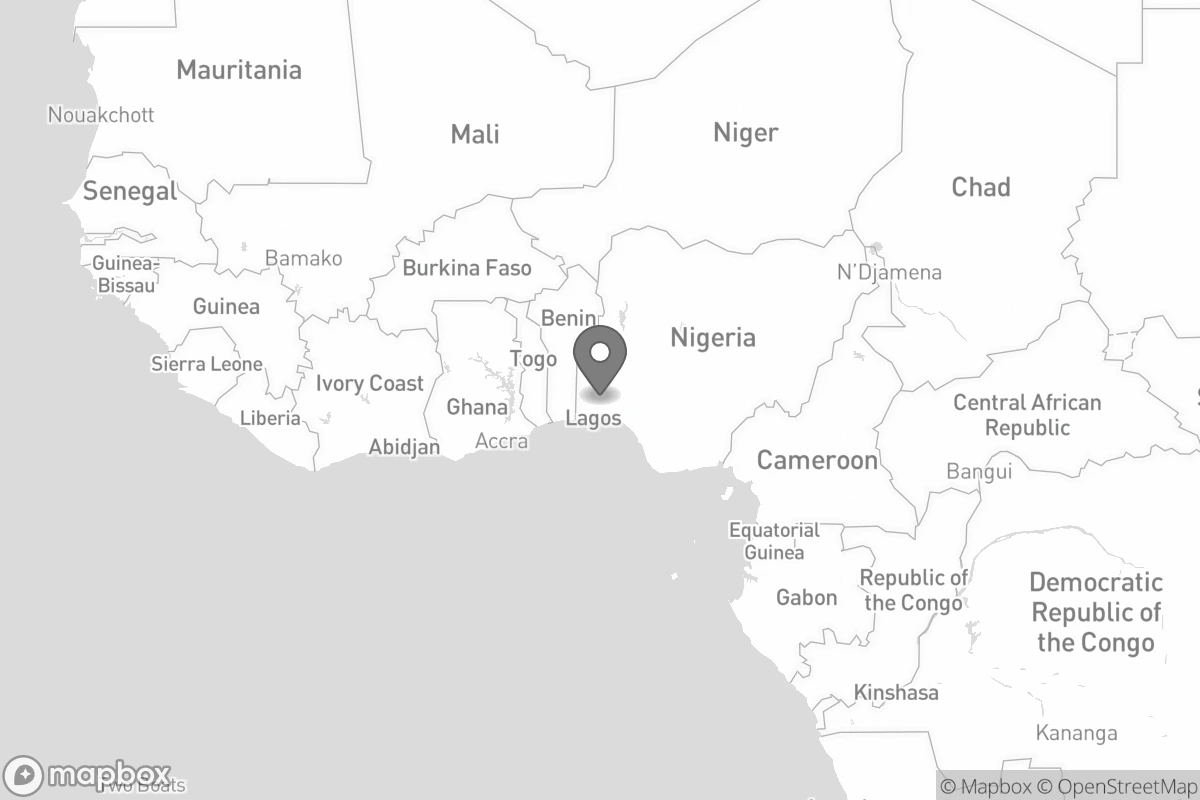 Mauritania
Nouakchott
Mali
Niger
Chad
Senegal
Guinea-
Bissau
Bamako
Burkina Faso
N'Djamena
Guinea
Benin
Nigeria
Sierra Leone
Togo
Ivory Coast
Ghana
Liberia
Lagos
Central African
Republic
Abidjan
Accra
Cameroon
Bangui
Equatorial
Guinea
Gabon
Republic of
the Congo
Democratic
Republic of
the Congo
Kinshasa
Kananga
mapbox
Two Boats
© Mapbox © OpenStreetMap